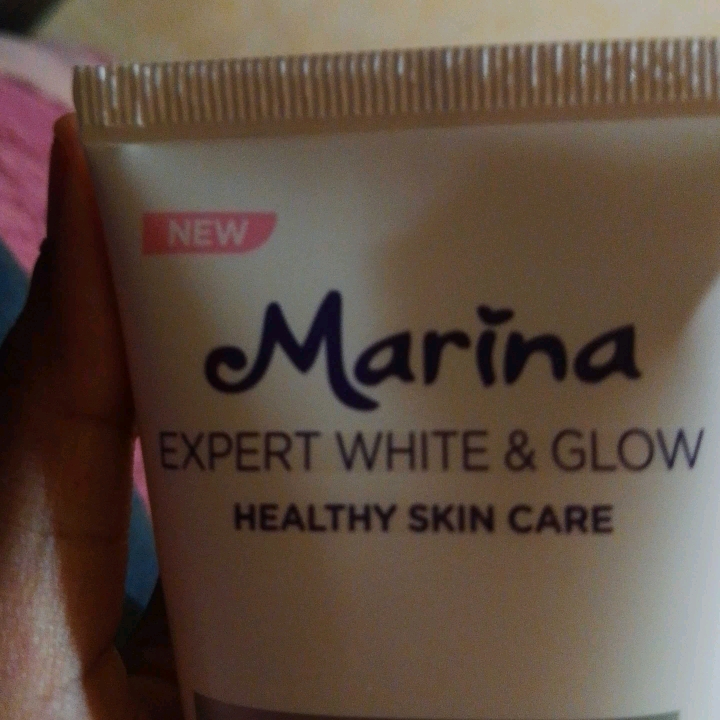 NEW
Marina
EXPERT WHITE & GLOW
HEALTHY SKIN CARE